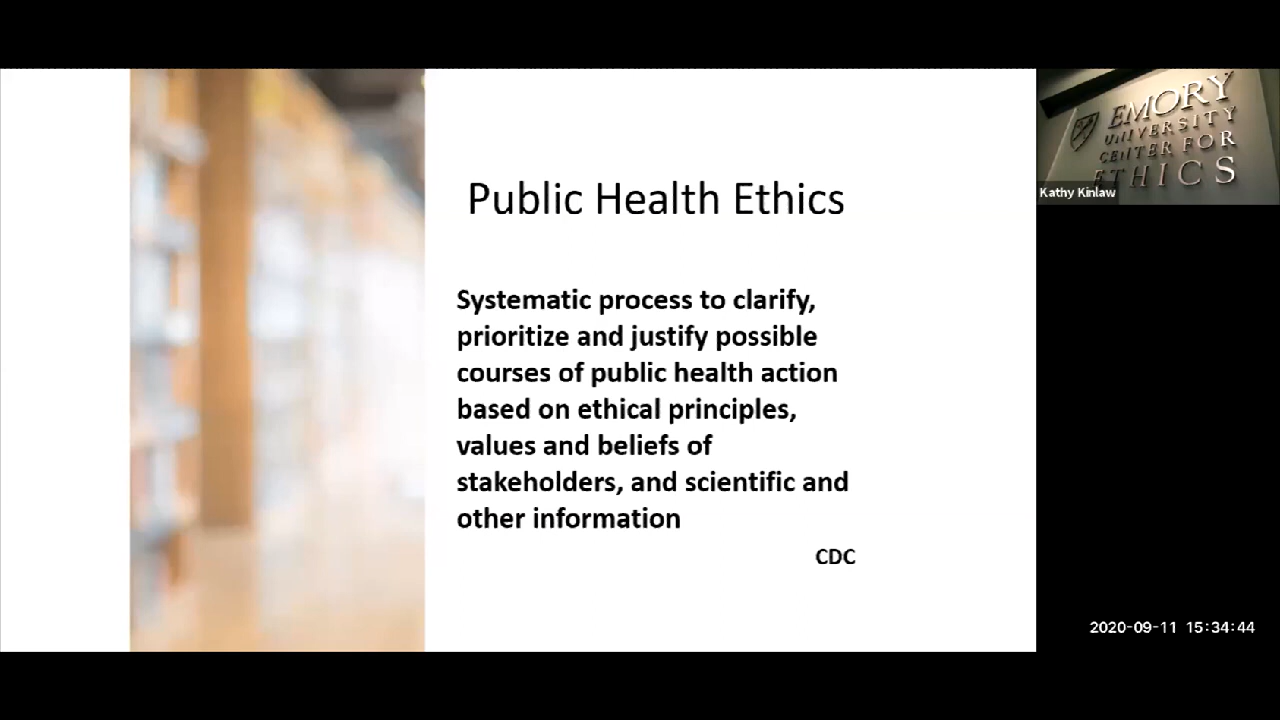 Public Health Ethics
Systematic process to clarify,
prioritize and justify possible
courses of public health action
based on ethical principles,
values and beliefs of
stakeholders, and scientific and
other information
CDC
EMORY
UNIVERSITY
CENTER FOR
ETHICS
Kathy Kinlaw
2020-09-11 15:34:44